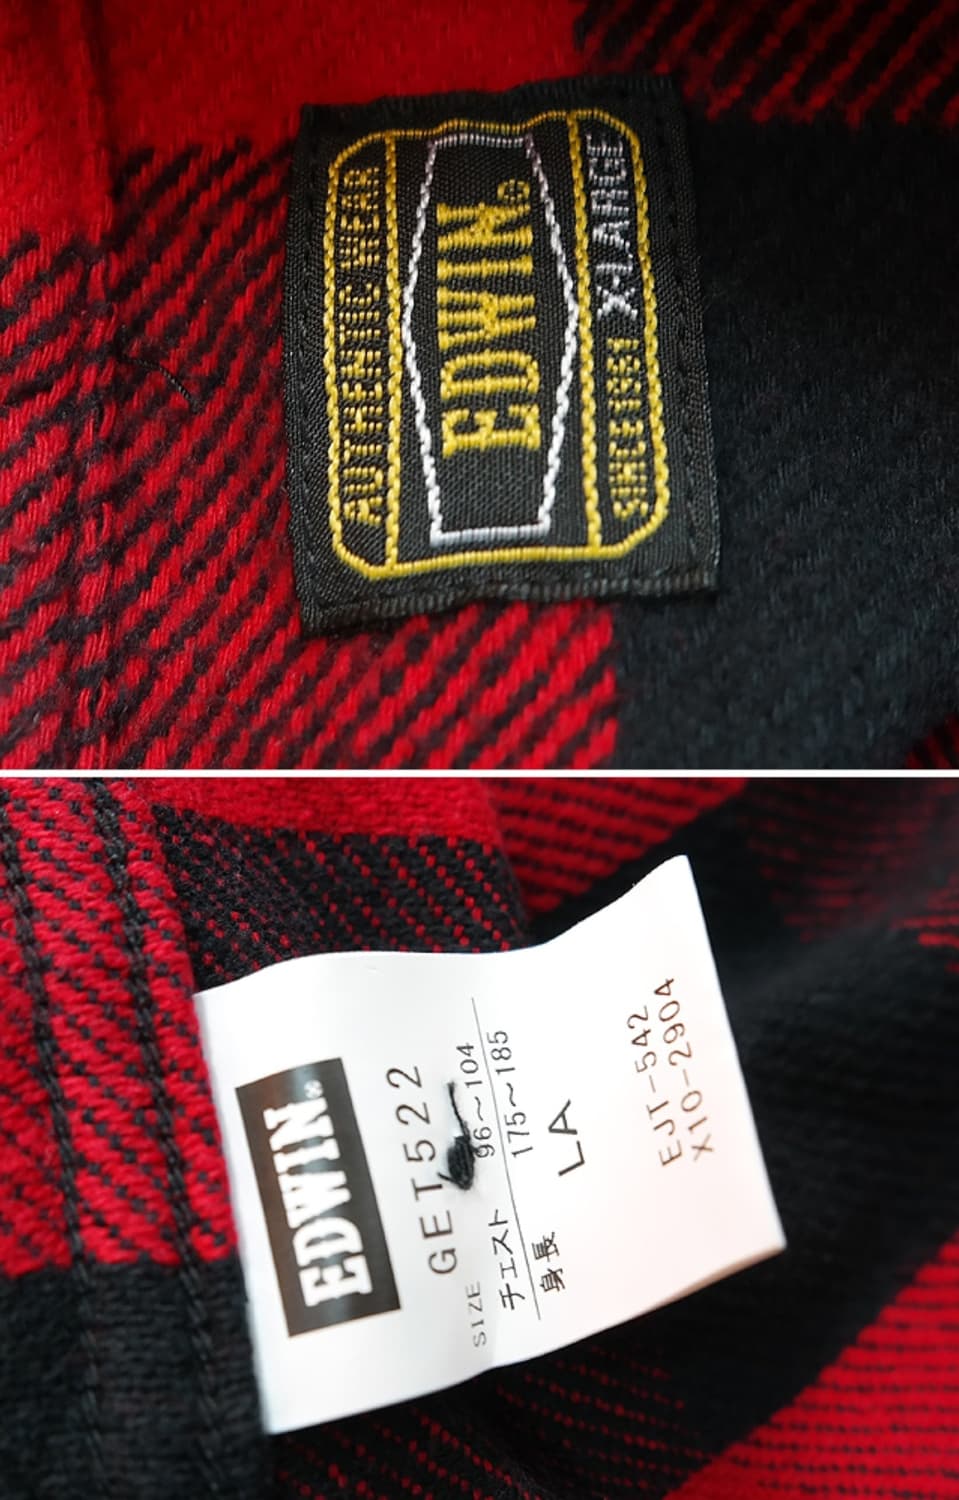 AUTHENTIC WEAR
EDWIN®
SINCE1961 X-LARGE
EDWIN®
GET522
SIZE
チェスト 96～104
身長 175～185
LA
EJT-542
X10-2904